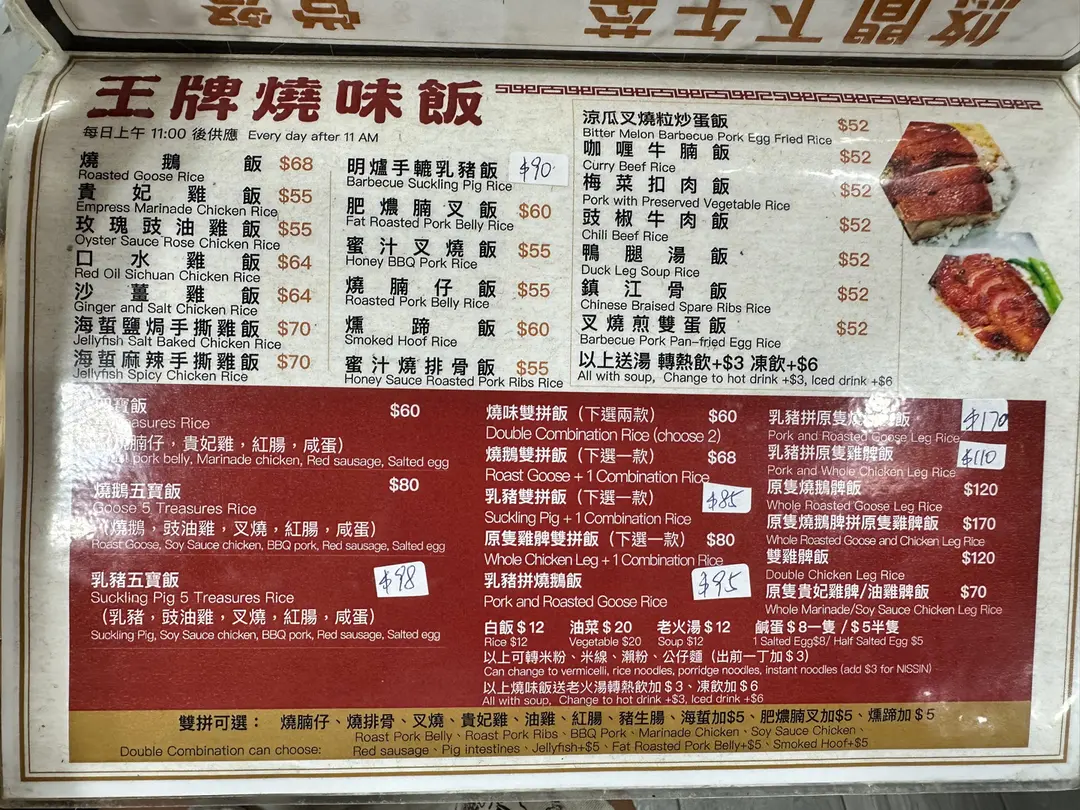 悠閒下午茶
常餐
王牌燒味飯
每日上午 11:00 後供應 Every day after 11 AM
燒鵝飯 $68
Roasted Goose Rice
貴妃雞飯 $55
Empress Marinade Chicken Rice
玫瑰豉油雞飯 $55
Oyster Sauce Rose Chicken Rice
口水雞飯 $64
Red Oil Sichuan Chicken Rice
沙薑雞飯 $64
Ginger and Salt Chicken Rice
海蜇鹽焗手撕雞飯 $70
Jellyfish Salt Baked Chicken Rice
海蜇麻辣手撕雞飯 $70
Jellyfish Spicy Chicken Rice
明爐手轆乳豬飯 $90
Barbecue Suckling Pig Rice
肥燶腩叉飯 $60
Fat Roasted Pork Belly Rice
蜜汁叉燒飯 $55
Honey BBQ Pork Rice
燒腩仔飯 $55
Roasted Pork Belly Rice
燻蹄飯 $60
Smoked Hoof Rice
蜜汁燒排骨飯 $55
Honey Sauce Roasted Pork Ribs Rice
涼瓜叉燒粒炒蛋飯 $52
Bitter Melon Barbecue Pork Egg Fried Rice
咖喱牛腩飯 $52
Curry Beef Rice
梅菜扣肉飯 $52
Pork with Preserved Vegetable Rice
豉椒牛肉飯 $52
Chili Beef Rice
鴨腿湯飯 $52
Duck Leg Soup Rice
鎮江骨飯 $52
Chinese Braised Spare Ribs Rice
叉燒煎雙蛋飯 $52
Barbecue Pork Pan-fried Egg Rice
以上送湯 轉熱飲+$3 凍飲+$6
All with soup, Change to hot drink +$3, Iced drink +$6
寶飯 $60
asures Rice
腩仔，貴妃雞，紅腸，咸蛋）
pork belly, Marinade chicken, Red sausage, Salted egg
燒鵝五寶飯 $80
Goose 5 Treasures Rice
（燒鵝，豉油雞，叉燒，紅腸，咸蛋）
Roast Goose, Soy Sauce chicken, BBQ pork, Red sausage, Salted egg
乳豬五寶飯 $98
Suckling Pig 5 Treasures Rice
（乳豬，豉油雞，叉燒，紅腸，咸蛋）
Suckling Pig, Soy Sauce chicken, BBQ pork, Red sausage, Salted egg
燒味雙拼飯（下選兩款） $60
Double Combination Rice (choose 2)
燒鵝雙拼飯（下選一款） $68
Roast Goose + 1 Combination Rice
乳豬雙拼飯（下選一款） $85
Suckling Pig + 1 Combination Rice
原隻雞髀雙拼飯（下選一款） $80
Whole Chicken Leg + 1 Combination Rice
乳豬拼燒鵝飯 $95
Pork and Roasted Goose Rice
乳豬拼原隻燒飯 $170
Pork and Roasted Goose Leg Rice
乳豬拼原隻雞髀飯 $110
Pork and Whole Chicken Leg Rice
原隻燒鵝髀飯 $120
Whole Roasted Goose Leg Rice
原隻燒鵝髀拼原隻雞髀飯 $170
Whole Roasted Goose and Chicken Leg Rice
雙雞髀飯 $120
Double Chicken Leg Rice
原隻貴妃雞髀/油雞髀飯 $70
Whole Marinade/Soy Sauce Chicken Leg Rice
白飯 $12 油菜 $20 老火湯 $12 鹹蛋 $8一隻 / $5半隻
Rice $12 Vegetable $20 Soup $12 1 Salted Egg$8/ Half Salted Egg $5
以上可轉米粉、米線、瀨粉、公仔麵（出前一丁加 $3）
Can change to vermicelli, rice noodles, porridge noodles, instant noodles (add $3 for NISSIN)
以上燒味飯送老火湯轉熱飲加 $3、凍飲加 $6
All with soup, Change to hot drink +$3, Iced drink +$6
雙拼可選： 燒腩仔、燒排骨、叉燒、貴妃雞、油雞、紅腸、豬生腸、海蜇加$5、肥燶腩叉加$5、燻蹄加 $5
Roast Pork Belly、Roast Pork Ribs、BBQ Pork、Marinade Chicken、Soy Sauce Chicken、
Double Combination can choose: Red sausage、Pig intestines、Jellyfish+$5、Fat Roasted Pork Belly+$5、Smoked Hoof+$5